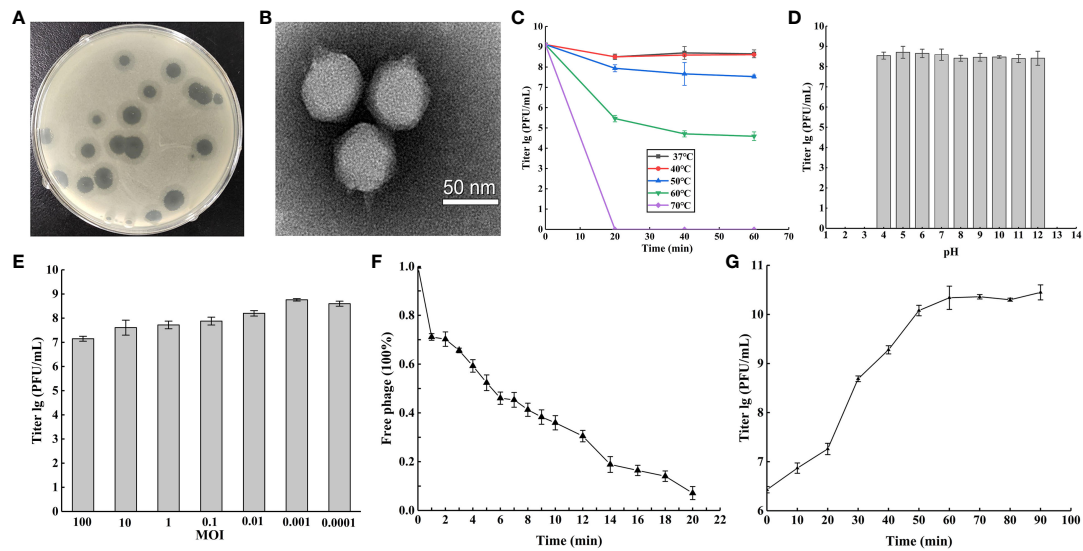 A
B
50 nm
C
Titer lg (PFU/mL)
10
9
8
7
6
5
4
3
2
1
0
37°C
40°C
50°C
60°C
70°C
0 10 20 30 40 50 60 70
Time (min)
D
Titer lg (PFU/mL)
10
9
8
7
6
5
4
3
2
1
0
1 2 3 4 5 6 7 8 9 10 11 12 13 14
pH
E
Titer lg (PFU/mL)
10
9
8
7
6
5
4
3
2
1
0
100 10 1 0.1 0.01 0.001 0.0001
MOI
F
Free phage (100%)
1.0
0.8
0.6
0.4
0.2
0.0
0 2 4 6 8 10 12 14 16 18 20 22
Time (min)
G
Titer lg (PFU/mL)
11
10
9
8
7
6
0 10 20 30 40 50 60 70 80 90 100
Time (min)